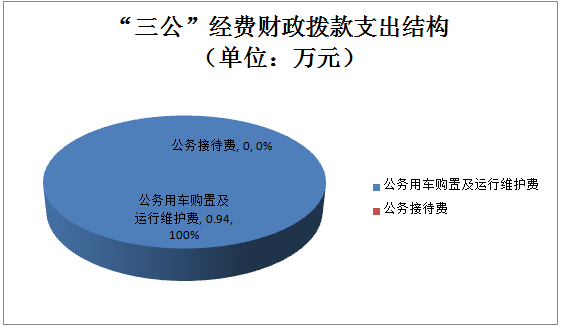 “三公”经费财政拨款支出结构
（单位：万元）
公务接待费, 0, 0%
公务用车购置及
运行维护费, 0.94,
100%
公务用车购置及运行维护费
公务接待费